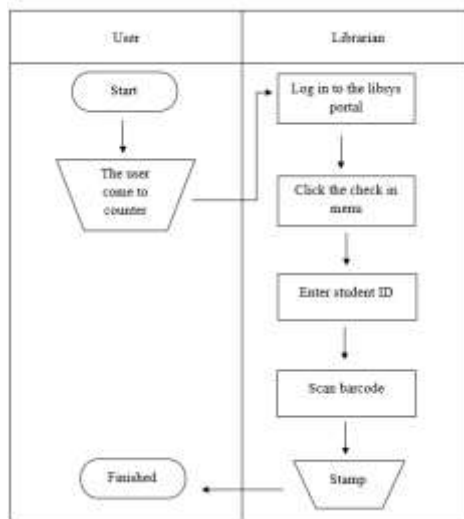 User
Librarian
Start
Log in to the libsys
portal
The user
come to
counter
Click the check in
menu
Enter student ID
Scan barcode
Finished
Stamp